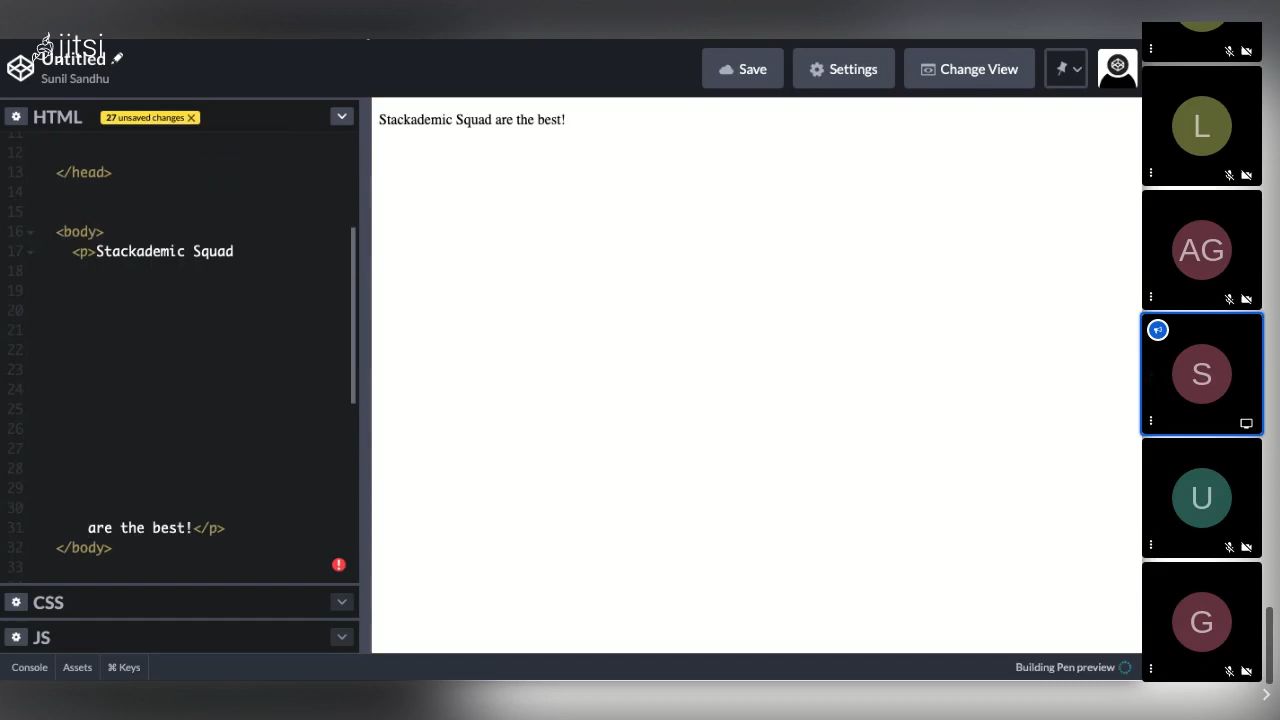 jitsi
Untitled
Sunil Sandhu
Save
Settings
Change View
HTML
27 unsaved changes X
12
13 </head>
14
15
16 <body>
17 <p>Stackademic Squad
18
19
20
21
22
23
24
25
26
27
28
29
30
31 are the best!</p>
32 </body>
33
CSS
JS
Console Assets ⌘ Keys
Building Pen preview
Stackademic Squad are the best!
L
AG
S
U
G